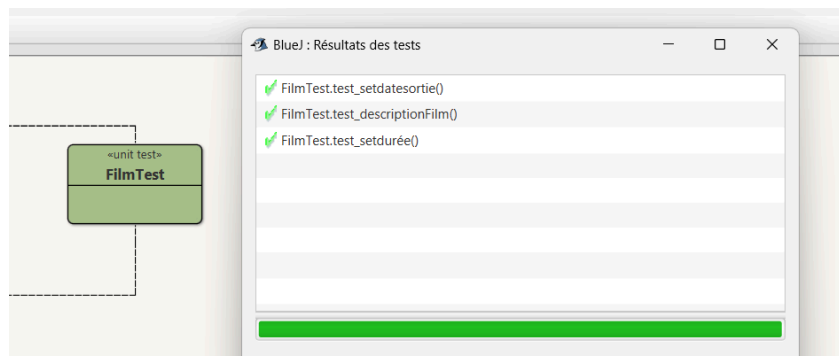 BlueJ : Résultats des tests
FilmTest.test_setdatesortie()
FilmTest.test_descriptionFilm()
FilmTest.test_setdurée()
«unit test»
FilmTest